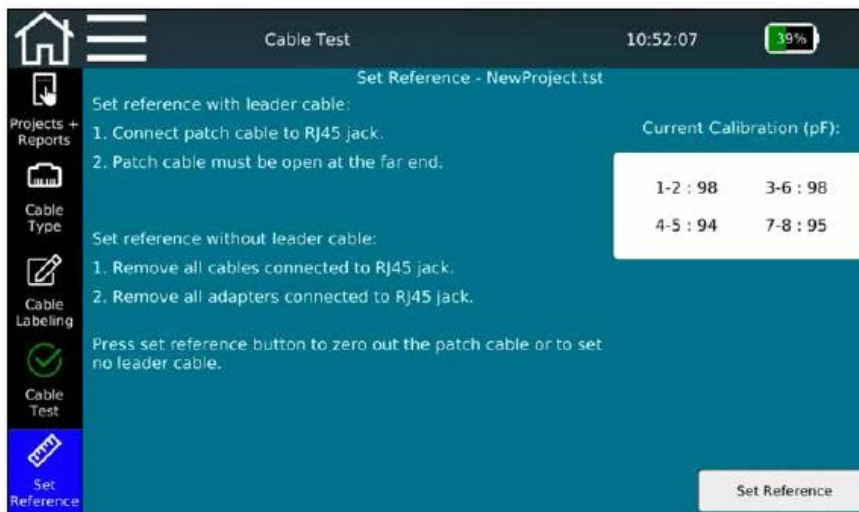 Cable Test
10:52:07
39%
Set Reference - NewProject.tst
Projects +
Reports
Cable
Type
Cable
Labeling
Cable
Test
Set
Reference
Set reference with leader cable:
1. Connect patch cable to RJ45 jack.
2. Patch cable must be open at the far end.
Set reference without leader cable:
1. Remove all cables connected to RJ45 jack.
2. Remove all adapters connected to RJ45 jack.
Press set reference button to zero out the patch cable or to set
no leader cable.
Current Calibration (pF):
1-2 : 98 3-6 : 98
4-5 : 94 7-8 : 95
Set Reference